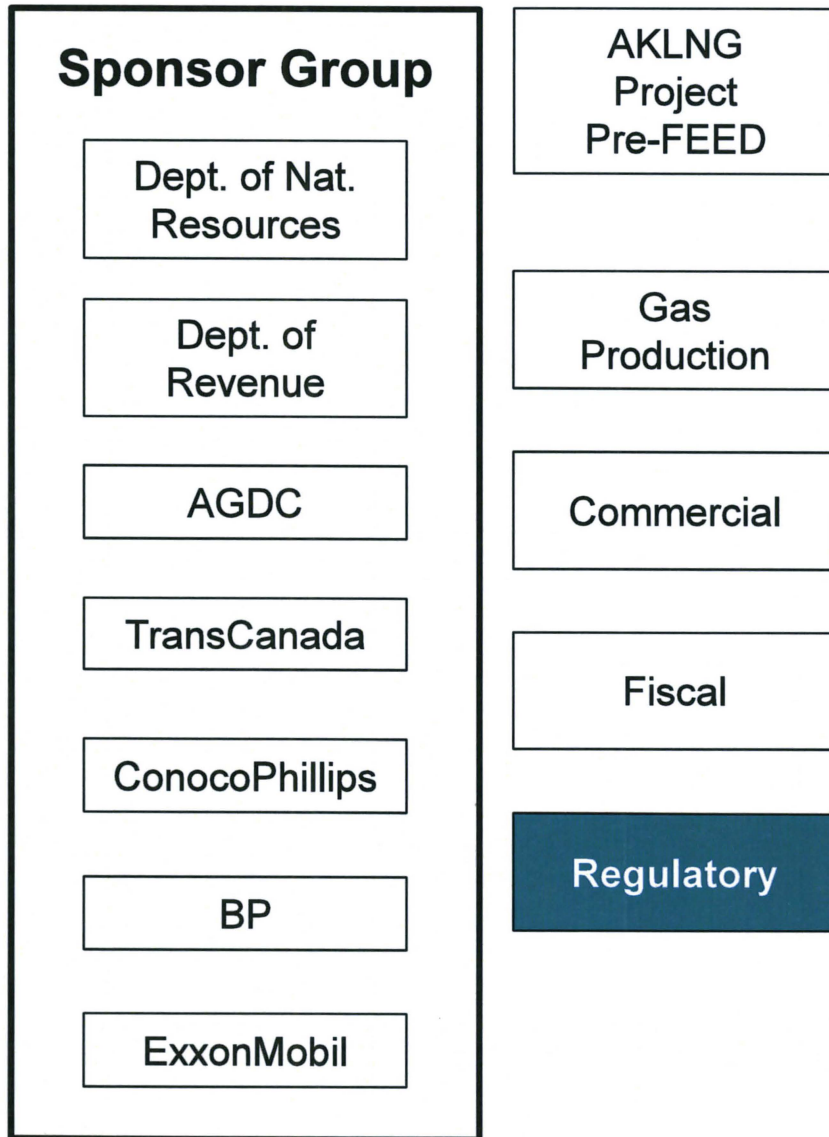 Sponsor Group
Dept. of Nat.
Resources
Dept. of
Revenue
AGDC
TransCanada
ConocoPhillips
BP
ExxonMobil
AKLNG
Project
Pre-FEED
Gas
Production
Commercial
Fiscal
Regulatory